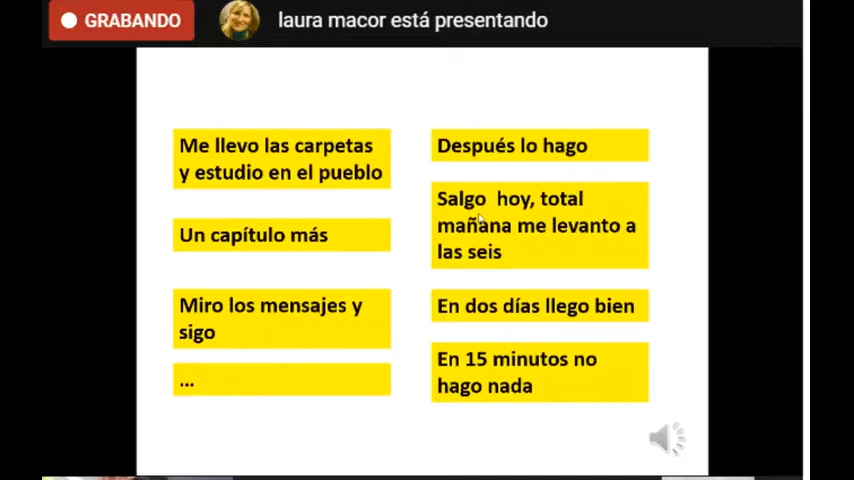 GRABANDO
laura macor está presentando
Me llevo las carpetas
y estudio en el pueblo
Un capítulo más
Miro los mensajes y
sigo
...
Después lo hago
Salgo hoy, total
mañana me levanto a
las seis
En dos días llego bien
En 15 minutos no
hago nada